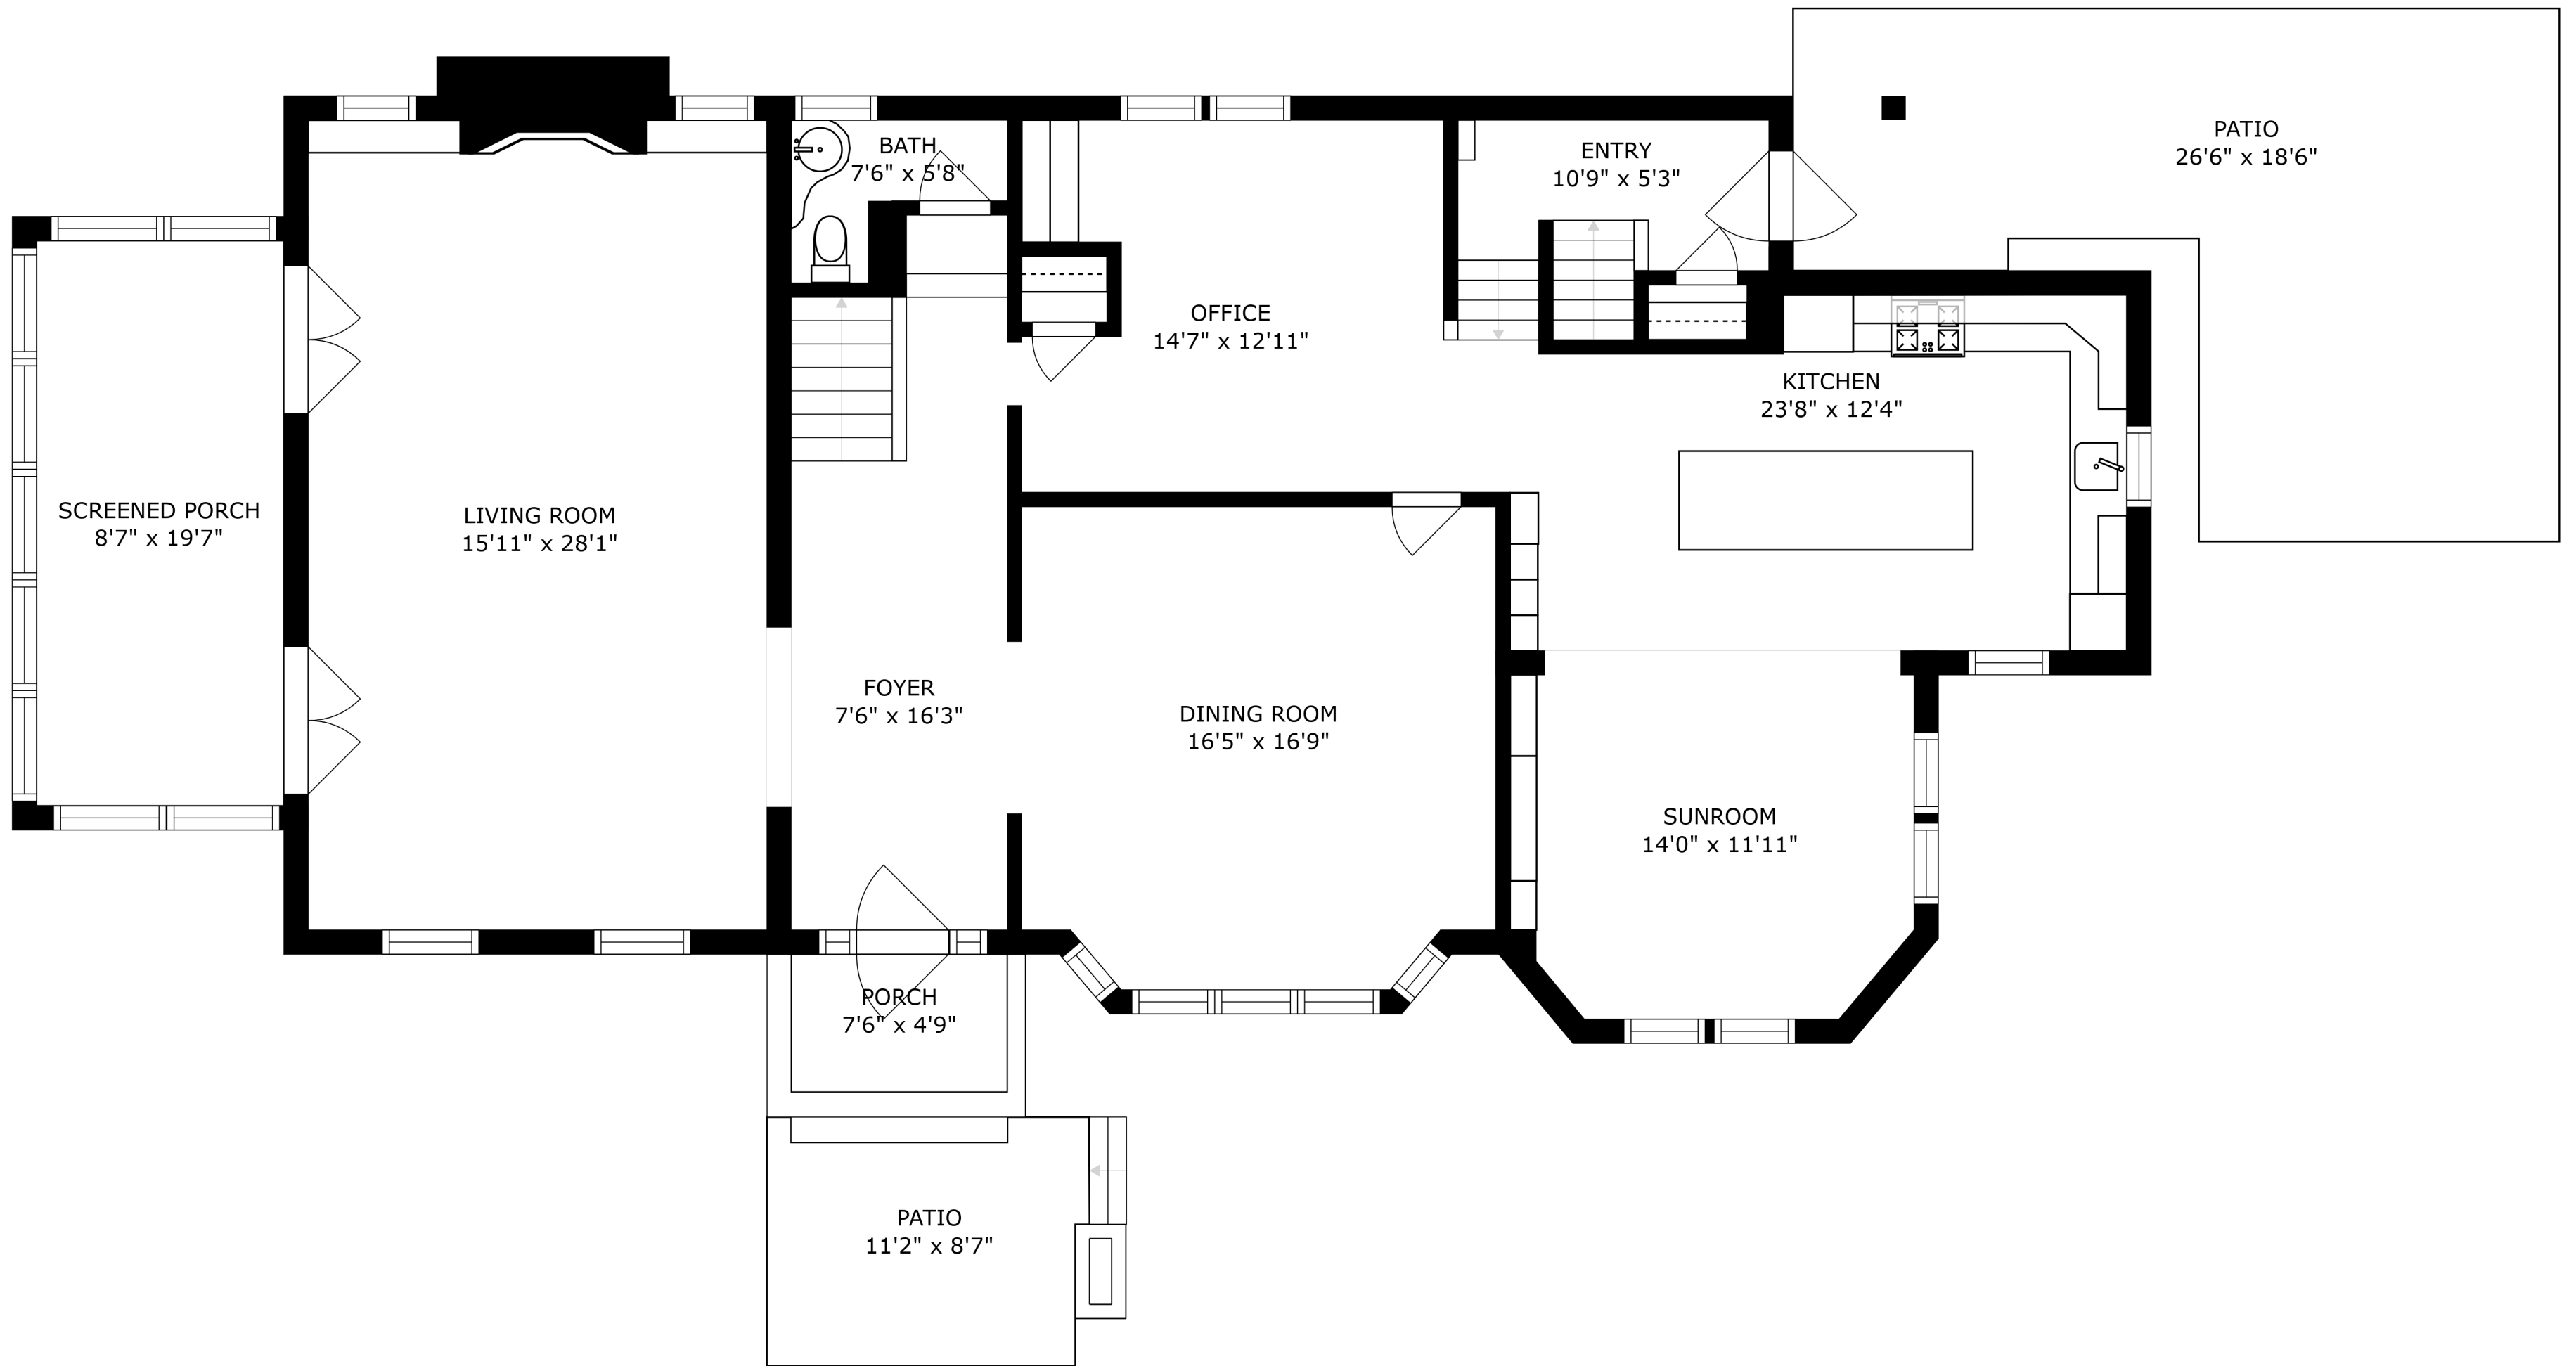 BATH
7'6" x 5'8"
ENTRY
10'9" x 5'3"
PATIO
26'6" x 18'6"
OFFICE
14'7" x 12'11"
KITCHEN
23'8" x 12'4"
SCREENED PORCH
8'7" x 19'7"
LIVING ROOM
15'11" x 28'1"
FOYER
7'6" x 16'3"
DINING ROOM
16'5" x 16'9"
SUNROOM
14'0" x 11'11"
PORCH
7'6" x 4'9"
PATIO
11'2" x 8'7"